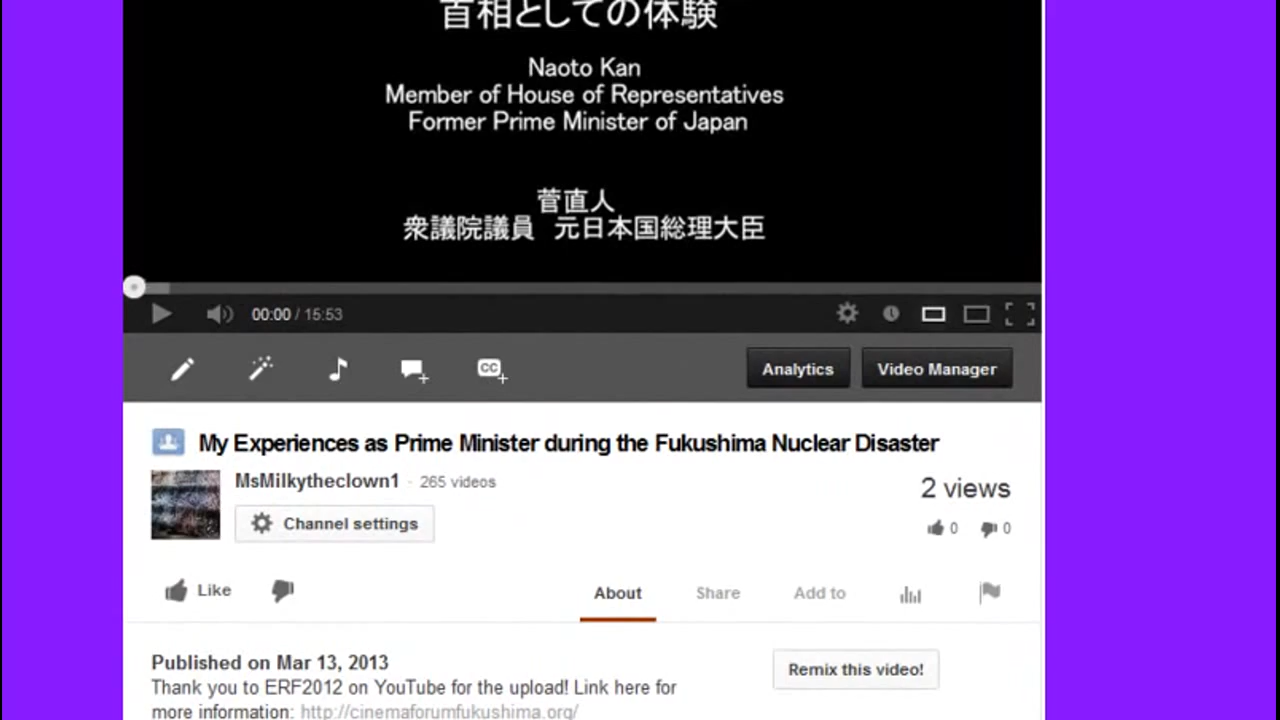 首相としての体験
Naoto Kan
Member of House of Representatives
Former Prime Minister of Japan
菅直人
衆議院議員 元日本国総理大臣
00:00 / 15:53
CC
Analytics
Video Manager
My Experiences as Prime Minister during the Fukushima Nuclear Disaster
MsMilkytheclown1 · 265 videos
2 views
Channel settings
0 0
Like
About
Share
Add to
Published on Mar 13, 2013
Remix this video!
Thank you to ERF2012 on YouTube for the upload! Link here for
more information: http://cinemaforumfukushima.org/